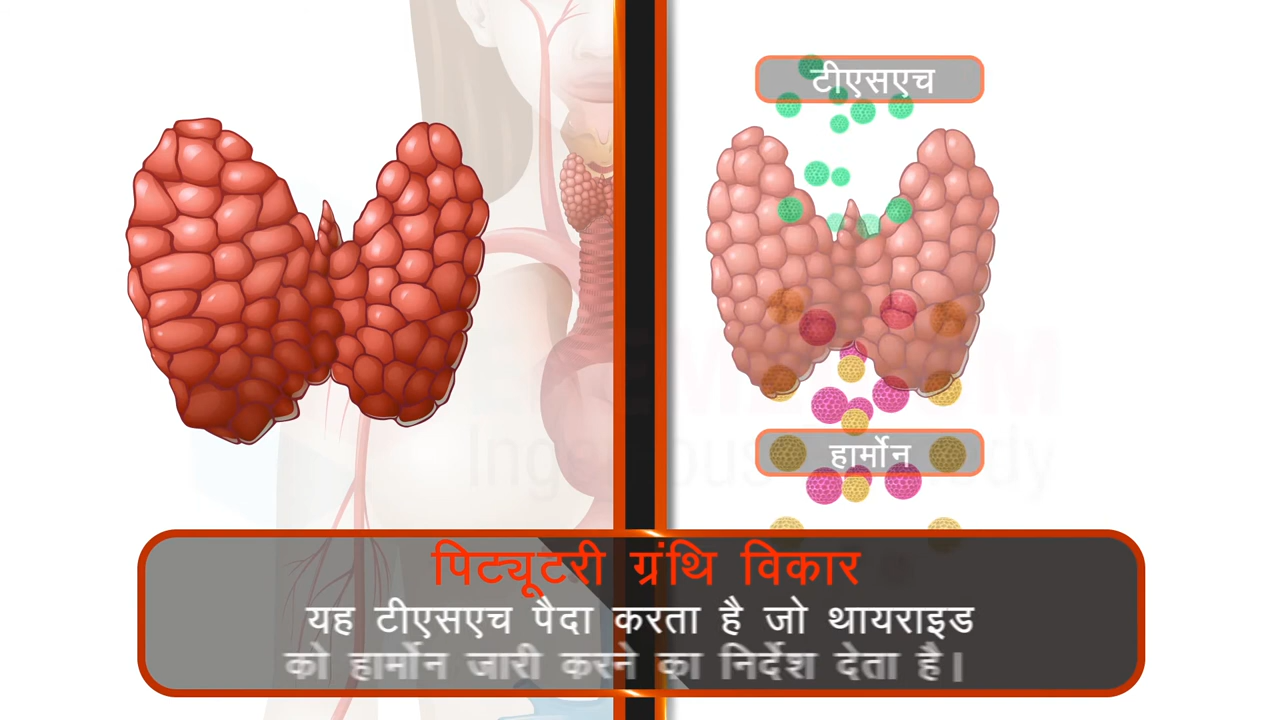 टीएसएच
हार्मोन
पिट्यूटरी ग्रंथि विकार
यह टीएसएच पैदा करता है जो थायराइड
को हार्मोन जारी करने का निर्देश देता है।